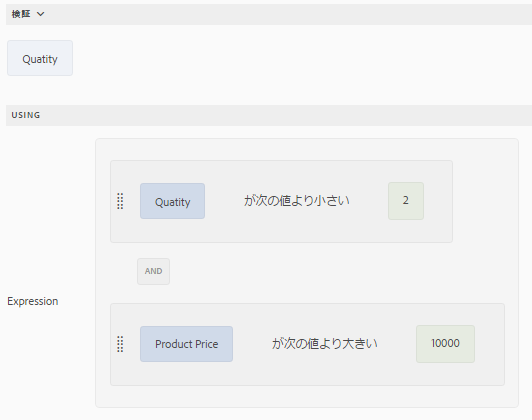 検証
Quatity
USING
Quatity が次の値より小さい 2
AND
Expression
Product Price が次の値より大きい 10000